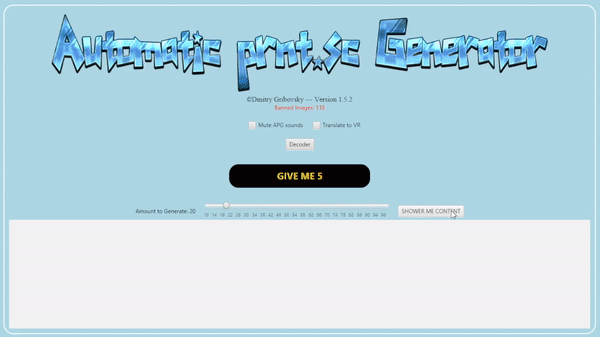 Automatic prnt.sc Generator
©Dmitry Gribovsky — Version 1.5.2
Banned Images: 113
Mute APG sounds Translate to VR
Decoder
GIVE ME 5
Amount to Generate: 20
10 14 18 22 26 30 34 38 42 46 50 54 58 62 66 70 74 78 82 86 90 94 98
SHOWER ME CONTENT